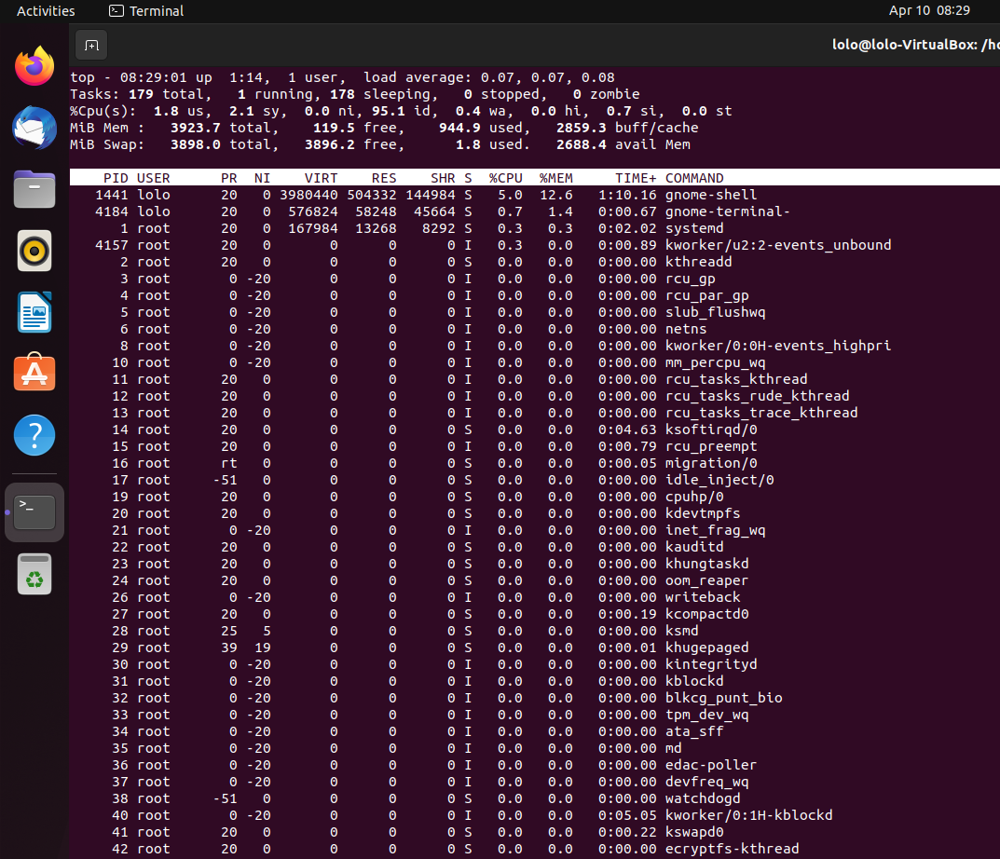 Activities Terminal Apr 10 08:29
lolo@lolo-VirtualBox: /ho
top - 08:29:01 up  1:14,  1 user,  load average: 0.07, 0.07, 0.08
Tasks: 179 total,   1 running, 178 sleeping,   0 stopped,   0 zombie
%Cpu(s):  1.8 us,  2.1 sy,  0.0 ni, 95.1 id,  0.4 wa,  0.0 hi,  0.7 si,  0.0 st
MiB Mem :   3923.7 total,    119.5 free,    944.9 used,   2859.3 buff/cache
MiB Swap:   3898.0 total,   3896.2 free,      1.8 used.   2688.4 avail Mem
PID USER      PR  NI    VIRT    RES    SHR S  %CPU  %MEM     TIME+ COMMAND
1441 lolo      20   0 3980440 504332 144984 S   5.0  12.6   1:10.16 gnome-shell
4184 lolo      20   0  576824  58248  45664 S   0.7   1.4   0:00.67 gnome-terminal-
1 root      20   0  167984  13268   8292 S   0.3   0.3   0:02.02 systemd
4157 root      20   0       0      0      0 I   0.3   0.0   0:00.89 kworker/u2:2-events_unbound
2 root      20   0       0      0      0 S   0.0   0.0   0:00.00 kthreadd
3 root       0 -20       0      0      0 I   0.0   0.0   0:00.00 rcu_gp
4 root       0 -20       0      0      0 I   0.0   0.0   0:00.00 rcu_par_gp
5 root       0 -20       0      0      0 I   0.0   0.0   0:00.00 slub_flushwq
6 root       0 -20       0      0      0 I   0.0   0.0   0:00.00 netns
8 root       0 -20       0      0      0 I   0.0   0.0   0:00.00 kworker/0:0H-events_highpri
10 root       0 -20       0      0      0 I   0.0   0.0   0:00.00 mm_percpu_wq
11 root      20   0       0      0      0 I   0.0   0.0   0:00.00 rcu_tasks_kthread
12 root      20   0       0      0      0 I   0.0   0.0   0:00.00 rcu_tasks_rude_kthread
13 root      20   0       0      0      0 I   0.0   0.0   0:00.00 rcu_tasks_trace_kthread
14 root      20   0       0      0      0 S   0.0   0.0   0:04.63 ksoftirqd/0
15 root      20   0       0      0      0 I   0.0   0.0   0:00.79 rcu_preempt
16 root      rt   0       0      0      0 S   0.0   0.0   0:00.05 migration/0
17 root     -51   0       0      0      0 S   0.0   0.0   0:00.00 idle_inject/0
19 root      20   0       0      0      0 S   0.0   0.0   0:00.00 cpuhp/0
20 root      20   0       0      0      0 S   0.0   0.0   0:00.00 kdevtmpfs
21 root       0 -20       0      0      0 I   0.0   0.0   0:00.00 inet_frag_wq
22 root      20   0       0      0      0 S   0.0   0.0   0:00.00 kauditd
23 root      20   0       0      0      0 S   0.0   0.0   0:00.00 khungtaskd
24 root      20   0       0      0      0 S   0.0   0.0   0:00.00 oom_reaper
26 root       0 -20       0      0      0 I   0.0   0.0   0:00.00 writeback
27 root      20   0       0      0      0 S   0.0   0.0   0:00.19 kcompactd0
28 root      25   5       0      0      0 S   0.0   0.0   0:00.00 ksmd
29 root      39  19       0      0      0 S   0.0   0.0   0:00.01 khugepaged
30 root       0 -20       0      0      0 I   0.0   0.0   0:00.00 kintegrityd
31 root       0 -20       0      0      0 I   0.0   0.0   0:00.00 kblockd
32 root       0 -20       0      0      0 I   0.0   0.0   0:00.00 blkcg_punt_bio
33 root       0 -20       0      0      0 I   0.0   0.0   0:00.00 tpm_dev_wq
34 root       0 -20       0      0      0 I   0.0   0.0   0:00.00 ata_sff
35 root       0 -20       0      0      0 I   0.0   0.0   0:00.00 md
36 root       0 -20       0      0      0 I   0.0   0.0   0:00.00 edac-poller
37 root       0 -20       0      0      0 I   0.0   0.0   0:00.00 devfreq_wq
38 root     -51   0       0      0      0 S   0.0   0.0   0:00.00 watchdogd
40 root       0 -20       0      0      0 I   0.0   0.0   0:05.05 kworker/0:1H-kblockd
41 root      20   0       0      0      0 S   0.0   0.0   0:00.22 kswapd0
42 root      20   0       0      0      0 S   0.0   0.0   0:00.00 ecryptfs-kthread